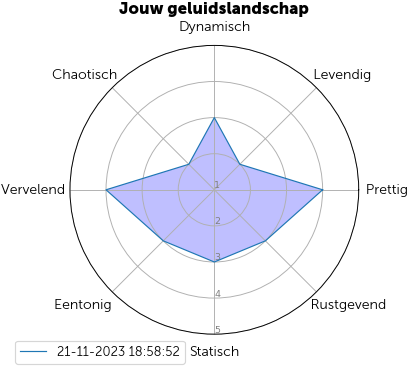 Jouw geluidslandschap
Dynamisch
Chaotisch
Levendig
Vervelend
Prettig
1
2
3
4
5
Eentonig
Rustgevend
Statisch
21-11-2023 18:58:52